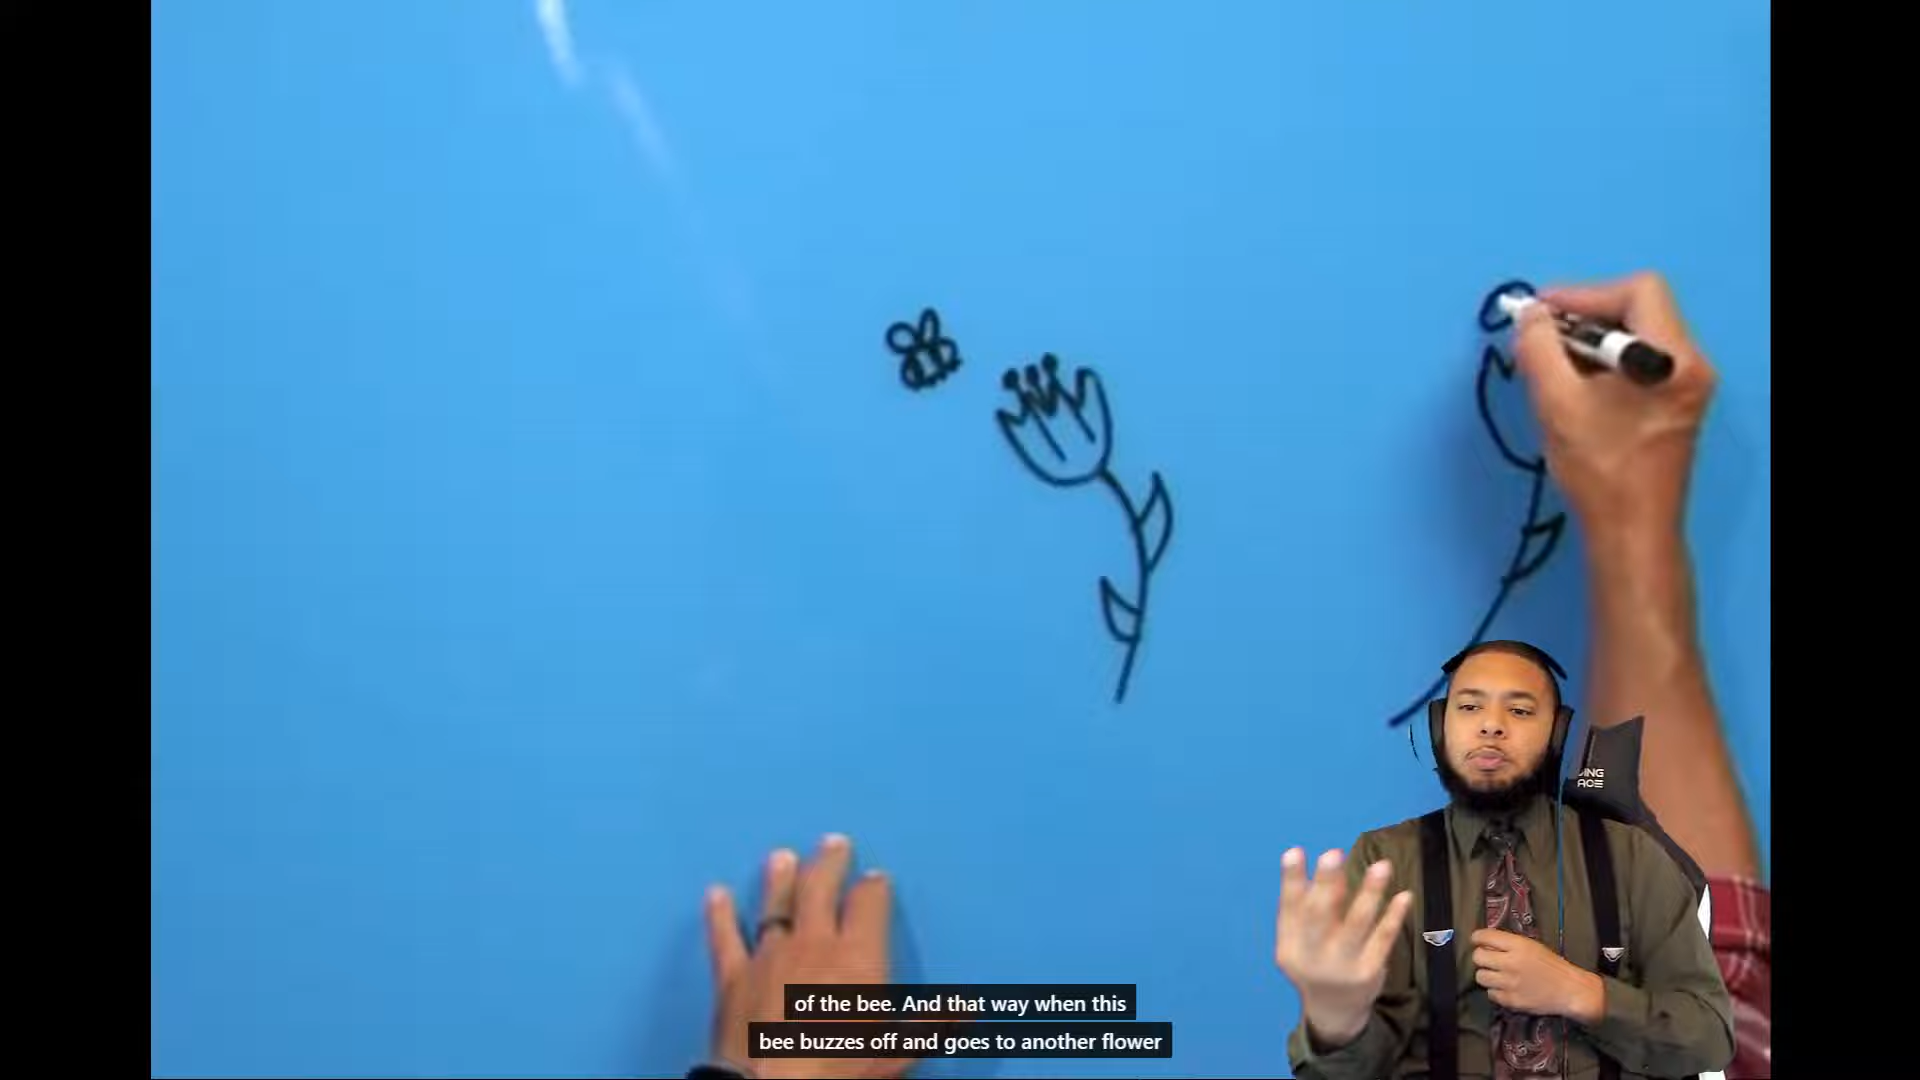 of the bee. And that way when this
bee buzzes off and goes to another flower